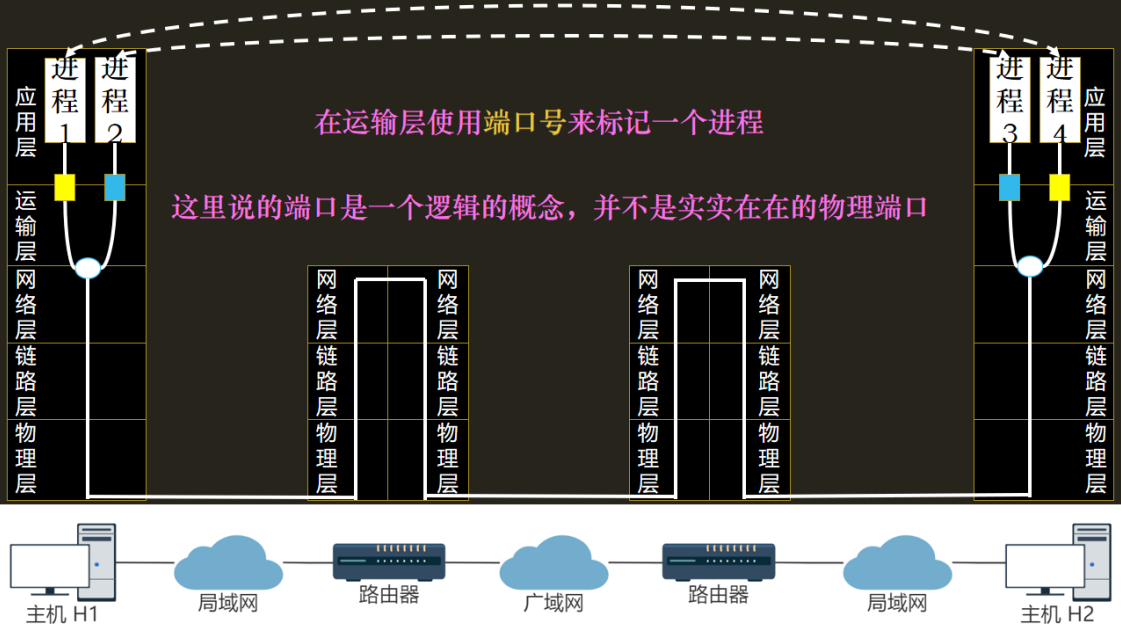 进程1
进程2
应用层
运输层
网络层
链路层
物理层
在运输层使用端口号来标记一个进程
这里说的端口是一个逻辑的概念，并不是实实在在的物理端口
网络层
链路层
物理层
网络层
链路层
物理层
网络层
链路层
物理层
网络层
链路层
物理层
进程3
进程4
应用层
运输层
网络层
链路层
物理层
主机 H1
局域网
路由器
广域网
路由器
局域网
主机 H2